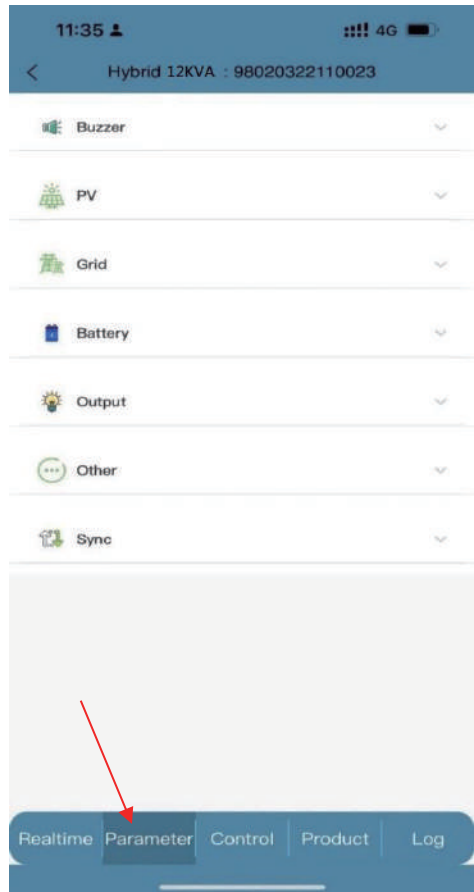 11:35 4G
< Hybrid 12KVA : 98020322110023
Buzzer
PV
Grid
Battery
Output
Other
Sync
Realtime Parameter Control Product Log